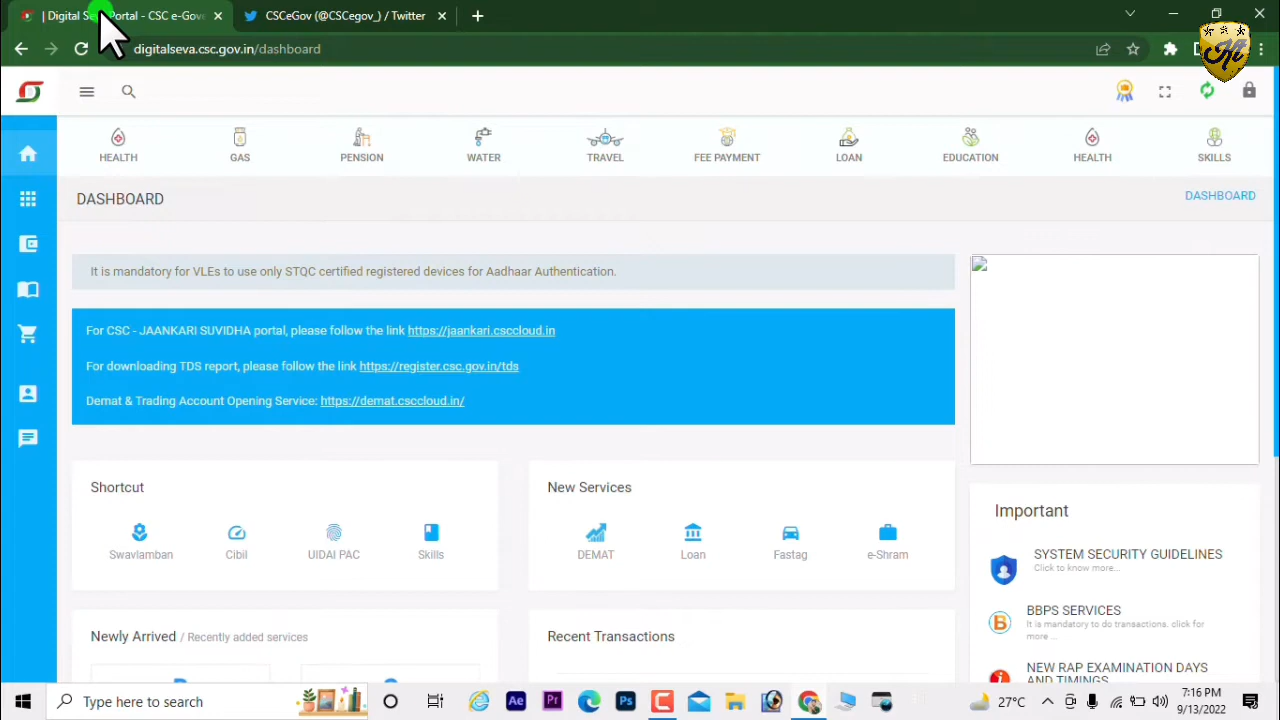 | Digital Se Portal - CSC e-Gove
CSCeGov (@CSCegov_) / Twitter
digitalseva.csc.gov.in/dashboard
HEALTH
GAS
PENSION
WATER
TRAVEL
FEE PAYMENT
LOAN
EDUCATION
HEALTH
SKILLS
DASHBOARD
DASHBOARD
It is mandatory for VLEs to use only STQC certified registered devices for Aadhaar Authentication.
For CSC - JAANKARI SUVIDHA portal, please follow the link https://jaankari.csccloud.in
For downloading TDS report, please follow the link https://register.csc.gov.in/tds
Demat & Trading Account Opening Service: https://demat.csccloud.in/
Shortcut
Swavlamban
Cibil
UIDAI PAC
Skills
New Services
DEMAT
Loan
Fastag
e-Shram
Important
SYSTEM SECURITY GUIDELINES
Click to know more...
BBPS SERVICES
It is mandatory to do transactions. click for
more ...
NEW RAP EXAMINATION DAYS
AND TIMINGS
Newly Arrived / Recently added services
Recent Transactions
Type here to search
Ae
Pr
Ps
27°C
7:16 PM
9/13/2022